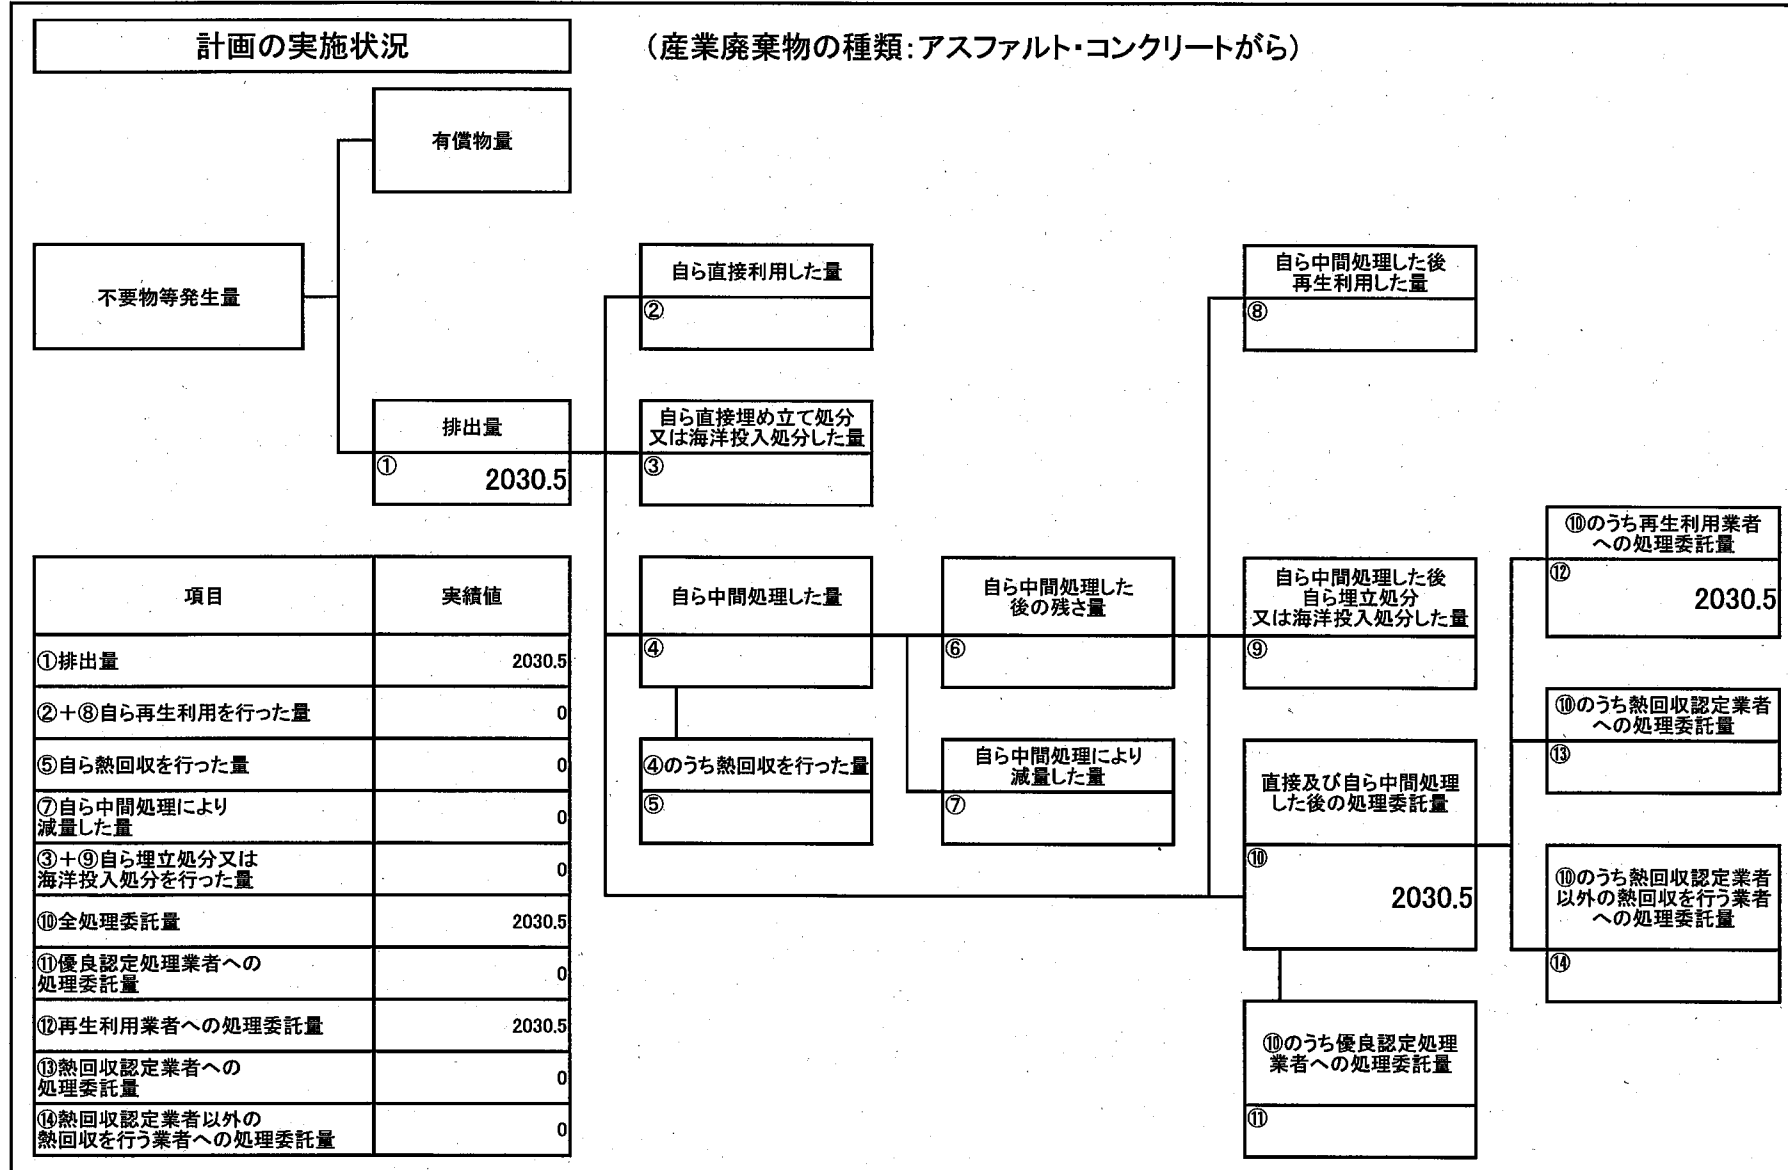 計画の実施状況
(産業廃棄物の種類:アスファルト・コンクリートがら)
有償物量
不要物等発生量
自ら直接利用した量
②
自ら中間処理した後
再生利用した量
⑧
排出量
①
2030.5
自ら直接埋め立て処分
又は海洋投入処分した量
③
⑩のうち再生利用業者
への処理委託量
⑫
2030.5
自ら中間処理した量
④
自ら中間処理した
後の残さ量
⑥
自ら中間処理した後
自ら埋立処分
又は海洋投入処分した量
⑨
⑩のうち熱回収認定業者
への処理委託量
⑬
④のうち熱回収を行った量
⑤
自ら中間処理により
減量した量
⑦
直接及び自ら中間処理
した後の処理委託量
⑩
2030.5
⑩のうち熱回収認定業者
以外の熱回収を行う業者
への処理委託量
⑭
⑩のうち優良認定処理
業者への処理委託量
⑪
項目 実績値
①排出量 2030.5
②+⑧自ら再生利用を行った量 0
⑤自ら熱回収を行った量 0
⑦自ら中間処理により
減量した量 0
③+⑨自ら埋立処分又は
海洋投入処分を行った量 0
⑩全処理委託量 2030.5
⑪優良認定処理業者への
処理委託量 0
⑫再生利用業者への処理委託量 2030.5
⑬熱回収認定業者への
処理委託量 0
⑭熱回収認定業者以外の
熱回収を行う業者への処理委託量 0